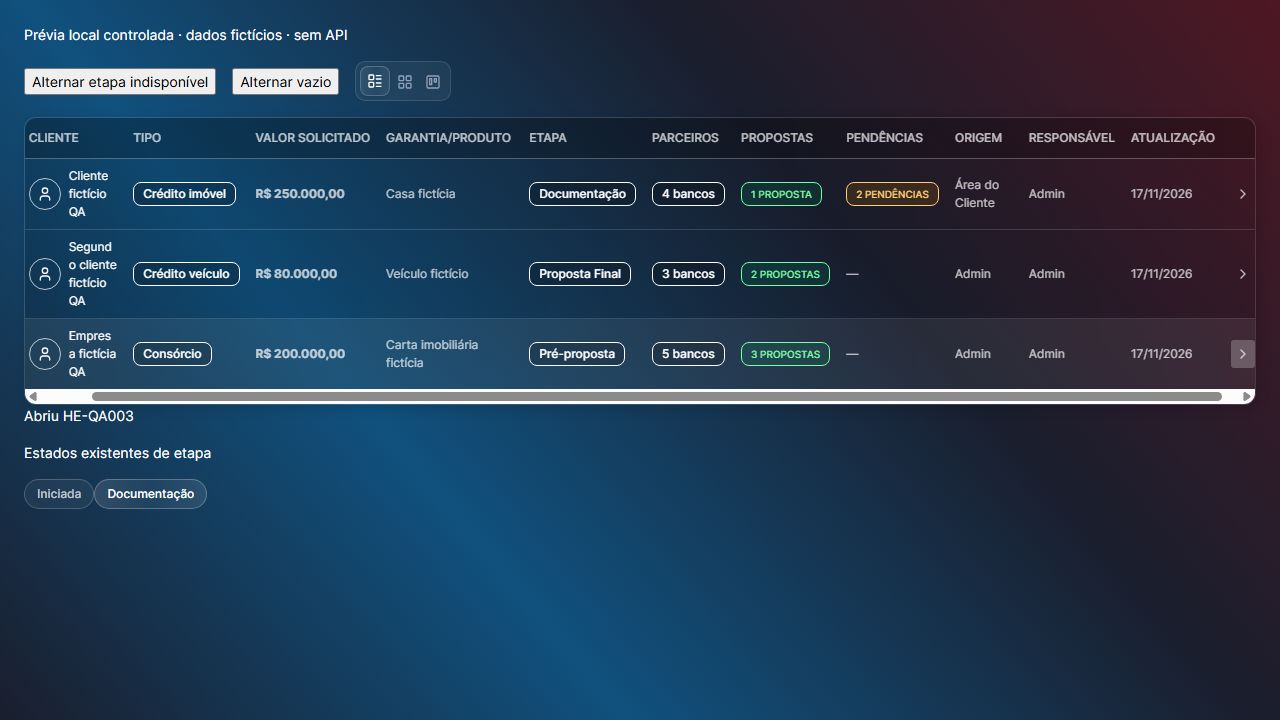 Prévia local controlada · dados fictícios · sem API
Alternar etapa indisponível Alternar vazio
CLIENTE TIPO VALOR SOLICITADO GARANTIA/PRODUTO ETAPA PARCEIROS PROPOSTAS PENDÊNCIAS ORIGEM RESPONSÁVEL ATUALIZAÇÃO
Cliente
fictício
QA
Crédito imóvel R$ 250.000,00 Casa fictícia Documentação 4 bancos 1 PROPOSTA 2 PENDÊNCIAS
Área do
Cliente
Admin 17/11/2026
Segund
o cliente
fictício
QA
Crédito veículo R$ 80.000,00 Veículo fictício Proposta Final 3 bancos 2 PROPOSTAS — Admin Admin 17/11/2026
Empres
a fictícia
QA
Consórcio R$ 200.000,00
Carta imobiliária
fictícia
Pré-proposta 5 bancos 3 PROPOSTAS — Admin Admin 17/11/2026
Abriu HE-QA003
Estados existentes de etapa
Iniciada Documentação